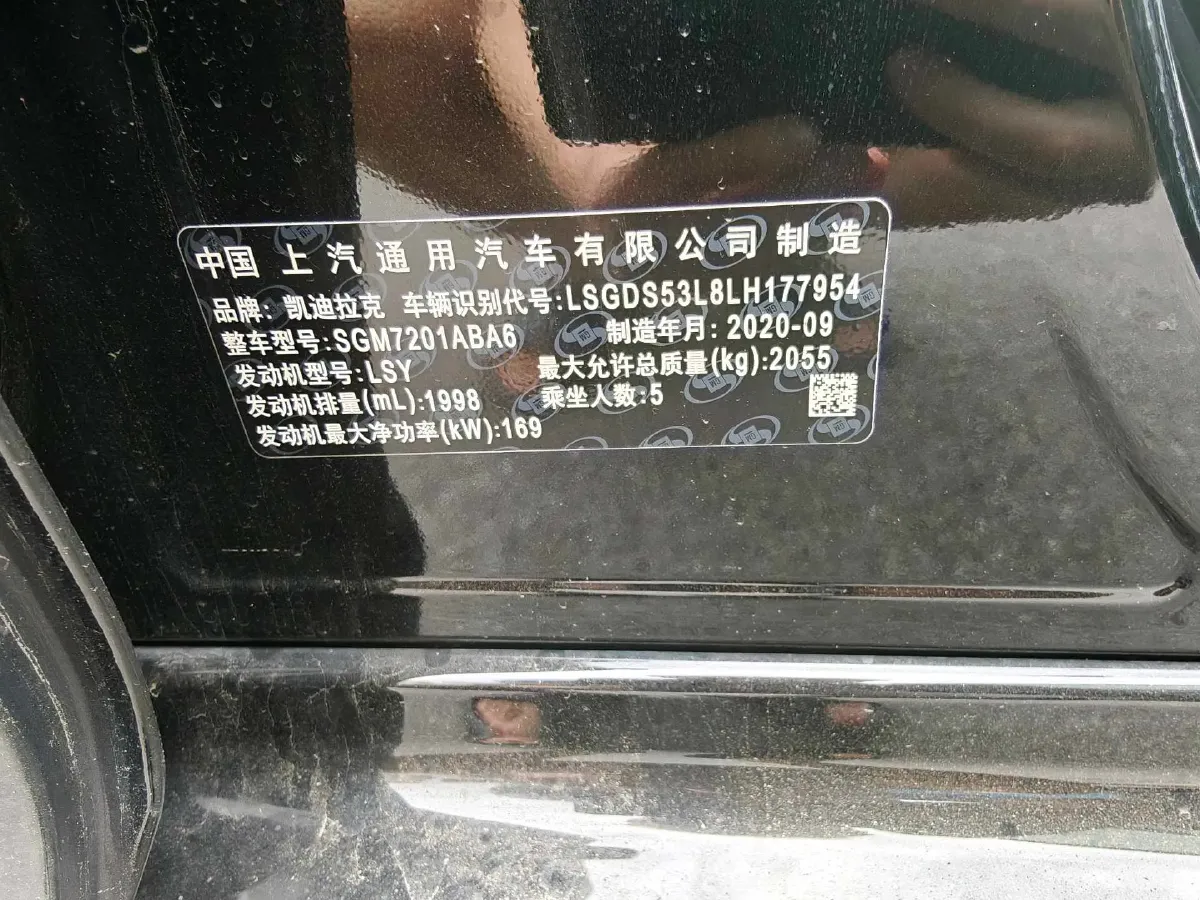 中国 上汽通用汽车有限公司制造
品牌: 凯迪拉克 车辆识别代号:LSGDS53L8LH177954
整车型号:SGM7201ABA6 制造年月: 2020-09
发动机型号:LSY 最大允许总质量(kg):2055
发动机排量(mL):1998 乘坐人数:5
发动机最大净功率(kW):169